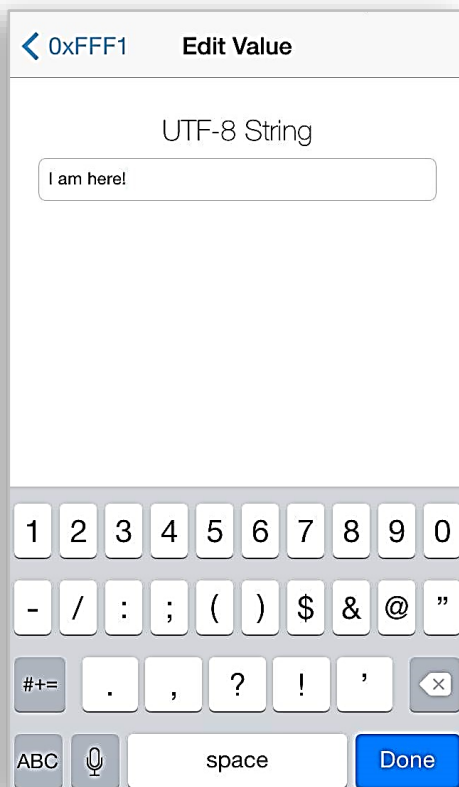 0xFFF1 Edit Value
UTF-8 String
I am here!
1 2 3 4 5 6 7 8 9 0
- / : ; ( ) $ & @ "
#+= . , ? ! '
ABC space Done